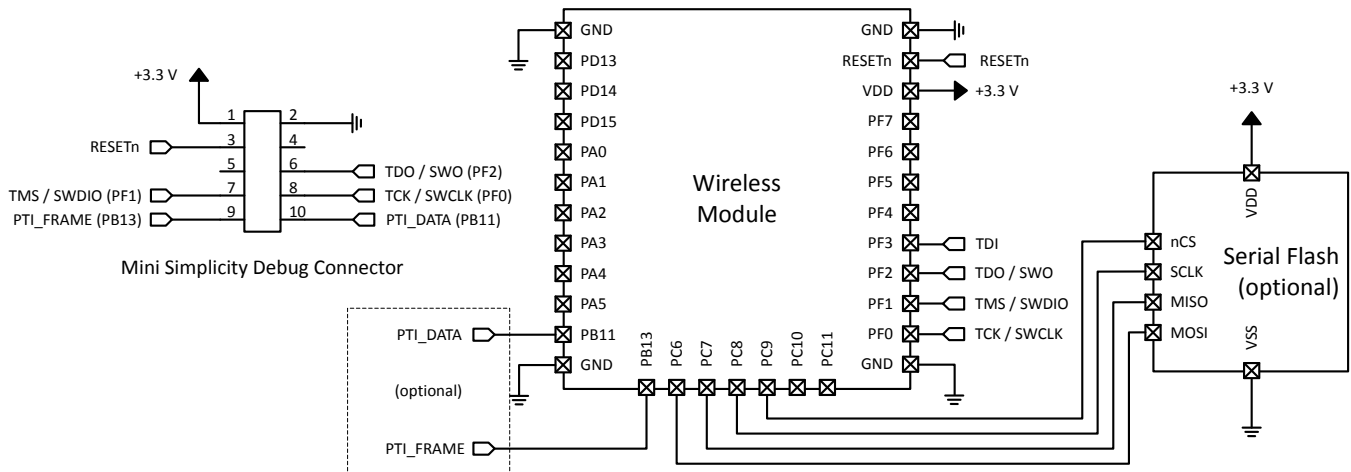 +3.3 V
1
2
RESETn
3
4
5
6
TDO / SWO (PF2)
TMS / SWDIO (PF1)
7
8
TCK / SWCLK (PF0)
PTI_FRAME (PB13)
9
10
PTI_DATA (PB11)
Mini Simplicity Debug Connector
PTI_DATA
(optional)
PTI_FRAME
GND
PD13
PD14
PD15
PA0
PA1
PA2
PA3
PA4
PA5
PB11
GND
Wireless
Module
PB13
PC6
PC7
PC8
PC9
PC10
PC11
GND
RESETn
RESETn
VDD
+3.3 V
PF7
PF6
PF5
PF4
PF3
TDI
PF2
TDO / SWO
PF1
TMS / SWDIO
PF0
TCK / SWCLK
GND
+3.3 V
VDD
nCS
SCLK
MISO
MOSI
Serial Flash
(optional)
VSS